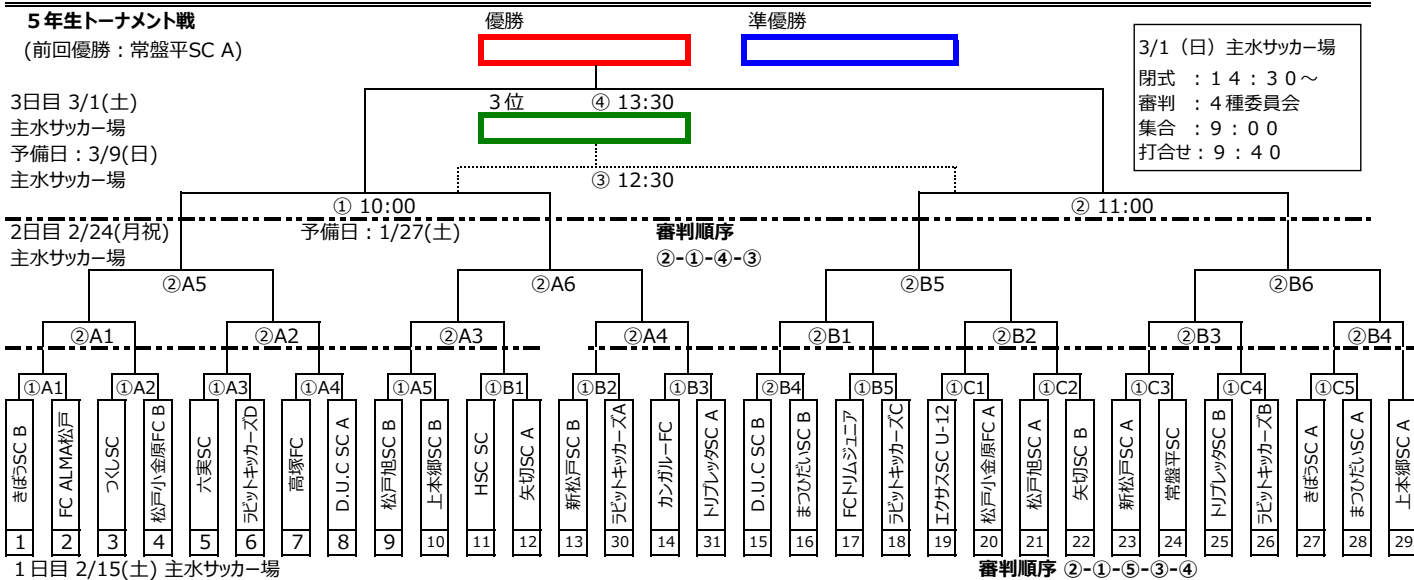 ５年生トーナメント戦
(前回優勝：常盤平SC A)
優勝
準優勝
3/1（日）主水サッカー場
閉式 ：１４：３０～
審判 ：４種委員会
集合 ：９：００
打合せ：９：４０
3日目 3/1(土)
主水サッカー場
予備日：3/9(日)
主水サッカー場
３位
④ 13:30
③ 12:30
① 10:00
② 11:00
2日目 2/24(月祝)
主水サッカー場
予備日：1/27(土)
審判順序
②-①-④-③
②A5 ②A6 ②B5 ②B6
②A1 ②A2 ②A3 ②A4 ②B1 ②B2 ②B3 ②B4
①A1 ①A2 ①A3 ①A4 ①A5 ①B1 ①B2 ①B3 ②B4 ①B5 ①C1 ①C2 ①C3 ①C4 ①C5
きぼうSC B
FC ALMA松戸
つくしSC
松戸小金原FC B
六実SC
ラビットキッカーズD
高塚FC
D.U.C SC A
松戸旭SC B
上本郷SC B
HSC SC
矢切SC A
新松戸SC B
ラビットキッカーズA
カンガルーFC
トリプレッタSC A
D.U.C SC B
まつひだいSC B
FCトリムジュニア
ラビットキッカーズC
エクサスSC U-12
松戸小金原FC A
松戸旭SC A
矢切SC B
新松戸SC A
常盤平SC
トリプレッタSC B
ラビットキッカーズB
きぼうSC A
まつひだいSC A
上本郷SC A
1 2 3 4 5 6 7 8 9 10 11 12 13 30 14 31 15 16 17 18 19 20 21 22 23 24 25 26 27 28 29
１日目 2/15(土) 主水サッカー場
審判順序 ②-①-⑤-③-④